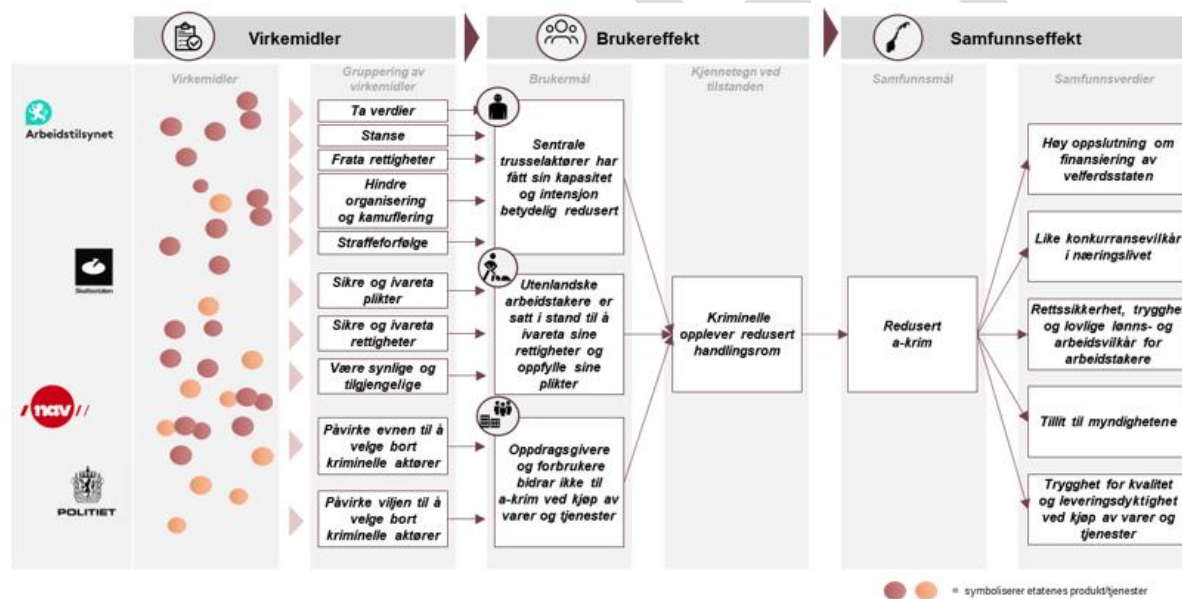 Virkemidler
Brukereffekt
Samfunnseffekt
Virkemidler
Gruppering av
virkemidler
Brukermål
Kjennetegn ved
tilstanden
Samfunnsmål
Samfunnsverdier
Arbeidstilsynet
Skatteetaten
nav
POLITIET
Ta verdier
Stanse
Frata rettigheter
Hindre
organisering
og kamuflering
Straffeforfølge
Sikre og ivareta
plikter
Sikre og ivareta
rettigheter
Være synlige og
tilgjengelige
Påvirke evnen til å
velge bort
kriminelle aktører
Påvirke viljen til å
velge bort
kriminelle aktører
Sentrale
trusselaktører har
fått sin kapasitet
og intensjon
betydelig redusert
Utenlandske
arbeidstakere er
satt i stand til å
ivareta sine
rettigheter og
oppfylle sine
plikter
Oppdragsgivere
og forbrukere
bidrar ikke til
a-krim ved kjøp av
varer og tjenester
Kriminelle
opplever redusert
handlingsrom
Redusert
a-krim
Høy oppslutning om
finansiering av
velferdsstaten
Like konkurransevilkår
i næringslivet
Rettssikkerhet, trygghet
og lovlige lønns- og
arbeidsvilkår for
arbeidstakere
Tillit til myndighetene
Trygghet for kvalitet
og leveringsdyktighet
ved kjøp av varer og
tjenester
= symboliserer etatenes produkt/tjenester